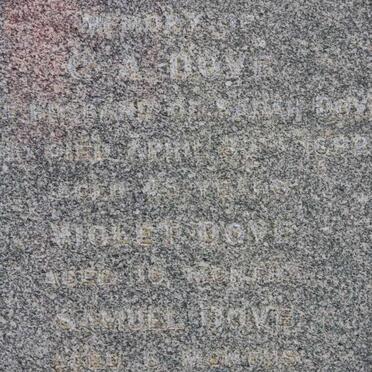 MEMORY OF
C. A. DOVE
HUSBAND OF SARAH DOVE
DIED APRIL
AGED 45 YEARS
VIOLET DOVE
AGED 10 MONTHS
SAMUEL DOVE
AGED MONTHS